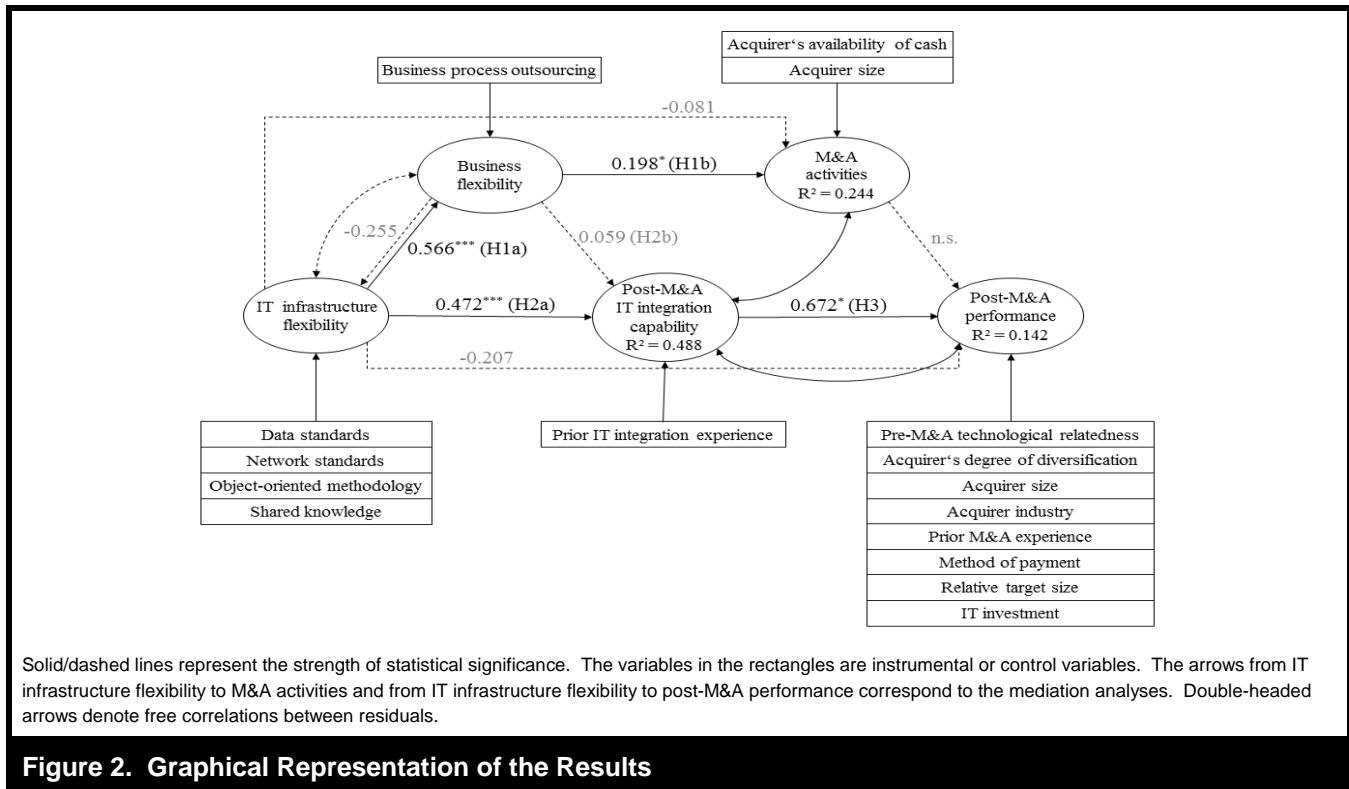 Acquirer‘s availability of cash
Acquirer size
Business process outsourcing
-0.081
Business
flexibility
0.198* (H1b)
M&A
activities
R² = 0.244
-0.255
0.566*** (H1a)
0.059 (H2b)
n.s.
IT infrastructure
flexibility
0.472*** (H2a)
Post-M&A
IT integration
capability
R² = 0.488
0.672* (H3)
Post-M&A
performance
R² = 0.142
-0.207
Data standards
Network standards
Object-oriented methodology
Shared knowledge
Prior IT integration experience
Pre-M&A technological relatedness
Acquirer‘s degree of diversification
Acquirer size
Acquirer industry
Prior M&A experience
Method of payment
Relative target size
IT investment
Solid/dashed lines represent the strength of statistical significance. The variables in the rectangles are instrumental or control variables. The arrows from IT
infrastructure flexibility to M&A activities and from IT infrastructure flexibility to post-M&A performance correspond to the mediation analyses. Double-headed
arrows denote free correlations between residuals.
Figure 2. Graphical Representation of the Results